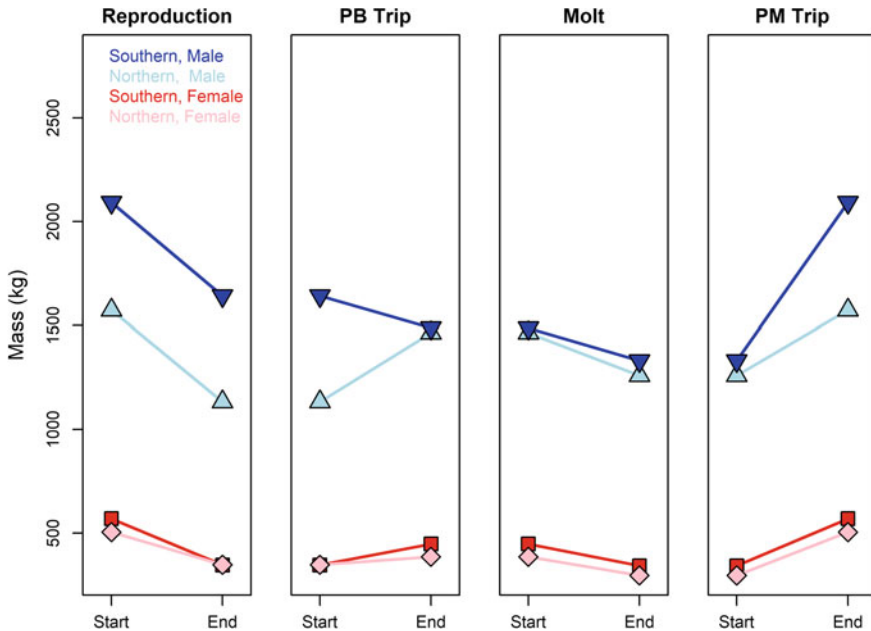 Reproduction PB Trip Molt PM Trip
Southern, Male
Northern, Male
Southern, Female
Northern, Female
Mass (kg)
2500
2000
1500
1000
500
Start End Start End Start End Start End